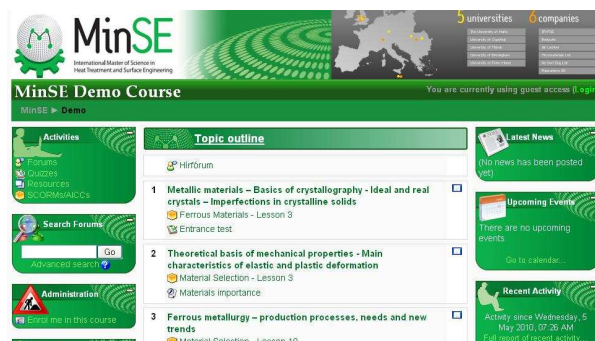 MinSE
International Master of Science in
Heat Treatment and Surface Engineering
5 universities
6 companies
MinSE Demo Course
You are currently using guest access (Login
MinSE ► Demo
Activities
Forums
Quizzes
Resources
SCORMs/AICCs
Search Forums
Go
Advanced search
Administration
Enrol me in this course
Topic outline
Hírfórum
1 Metallic materials – Basics of crystallography - Ideal and real
crystals – Imperfections in crystalline solids
Ferrous Materials - Lesson 3
Entrance test
2 Theoretical basis of mechanical properties - Main
characteristics of elastic and plastic deformation
Material Selection - Lesson 3
Materials importance
3 Ferrous metallurgy – production processes, needs and new
trends
Material Selection - Lesson 10
Latest News
(No news has been posted
yet)
Upcoming Events
There are no upcoming
events
Go to calendar...
Recent Activity
Activity since Wednesday, 5
May 2010, 07:26 AM
Full report of recent activity